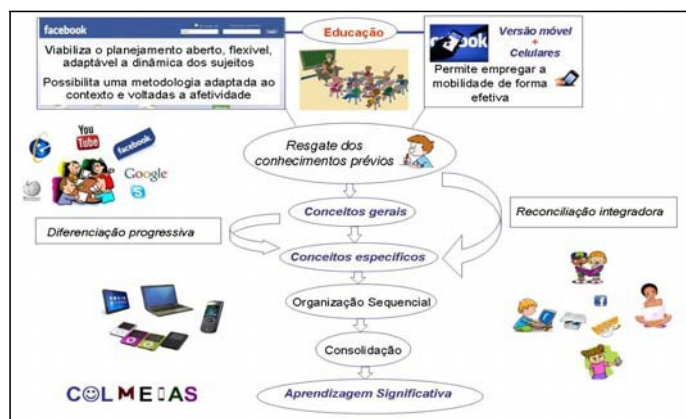 facebook
Viabiliza o planejamento aberto, flexível,
adaptável a dinâmica dos sujeitos
Possibilita uma metodologia adaptada ao
contexto e voltadas a afetividade
Educação
Versão móvel
+
Celulares
Permite empregar a
mobilidade de forma
efetiva
You
Tube
facebook
Google
Resgate dos
conhecimentos prévios
Conceitos gerais
Diferenciação progressiva
Reconciliação integradora
Conceitos específicos
Organização Sequencial
Consolidação
COLMEIAS
Aprendizagem Significativa